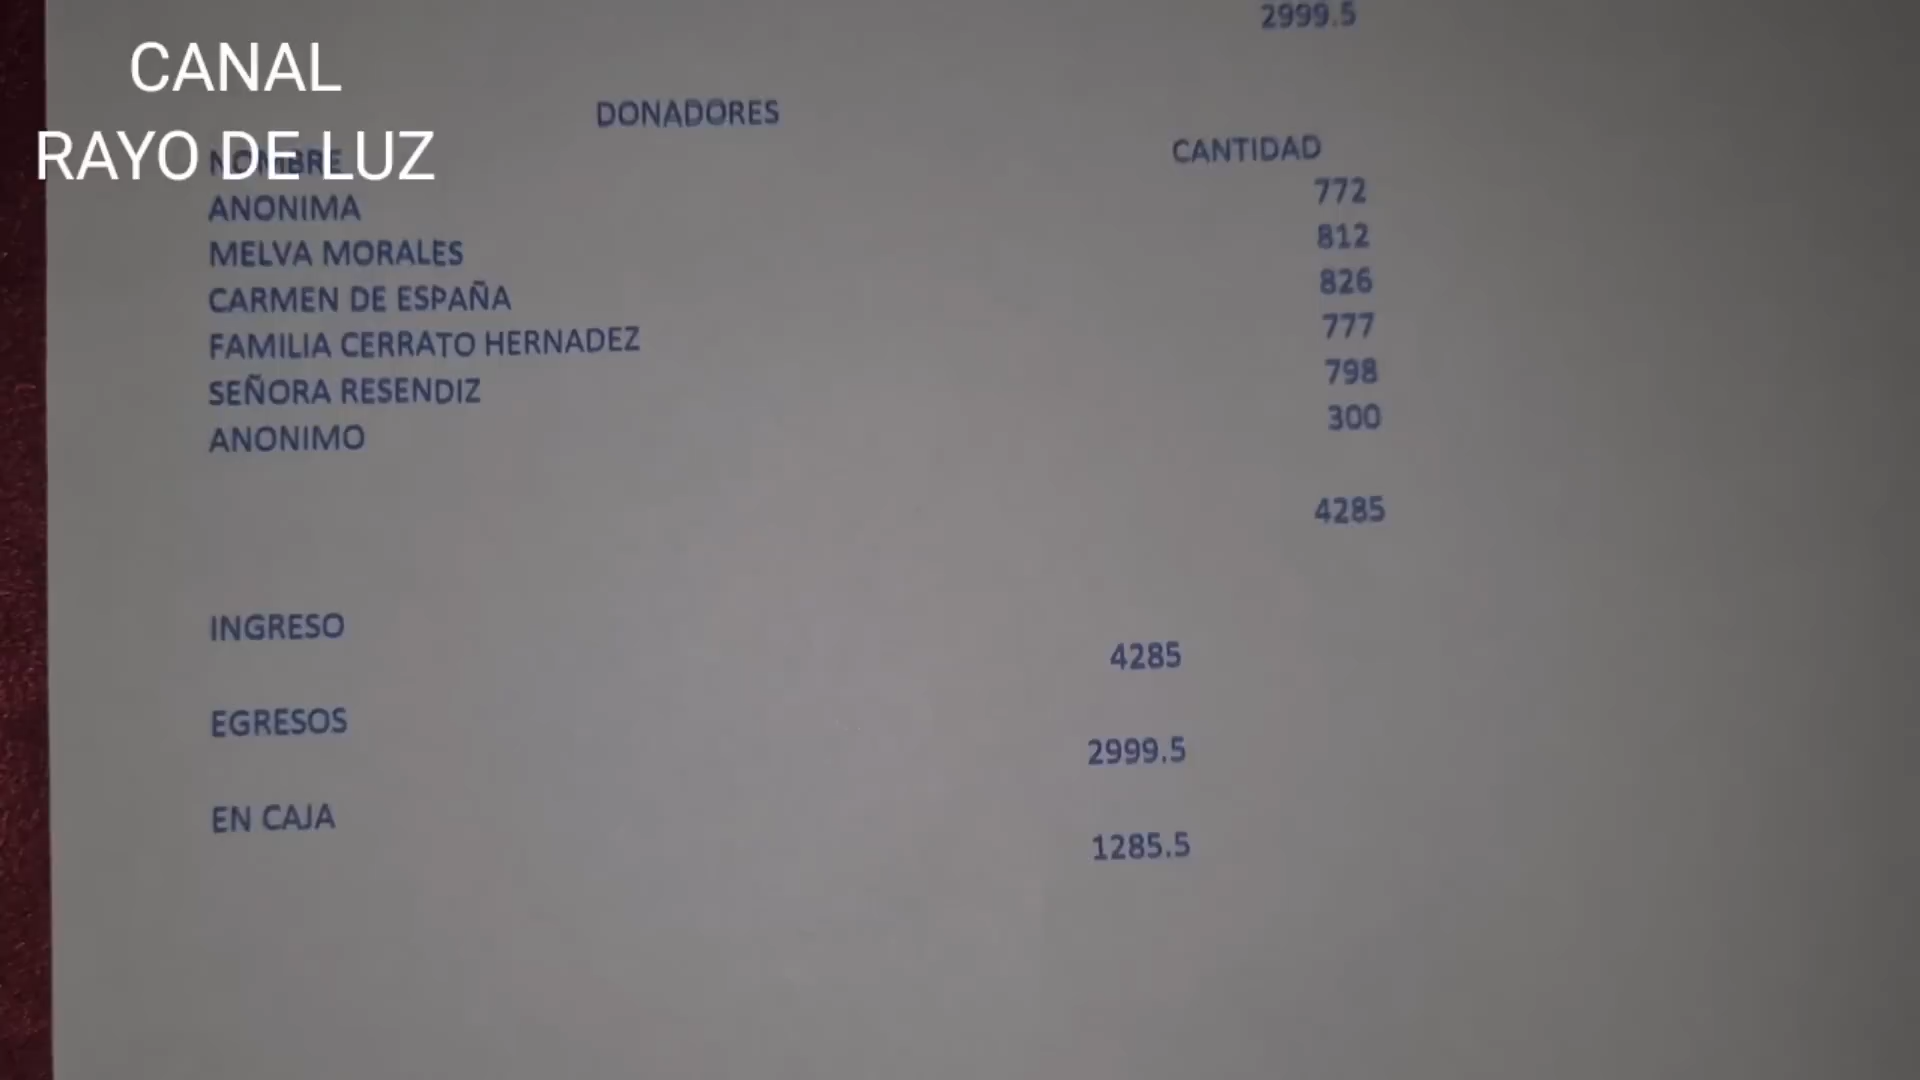 2999.5
CANAL
RAYO DE LUZ
DONADORES
NOMBRE CANTIDAD
ANONIMA 772
MELVA MORALES 812
CARMEN DE ESPAÑA 826
FAMILIA CERRATO HERNADEZ 777
SEÑORA RESENDIZ 798
ANONIMO 300
4285
INGRESO 4285
EGRESOS 2999.5
EN CAJA 1285.5